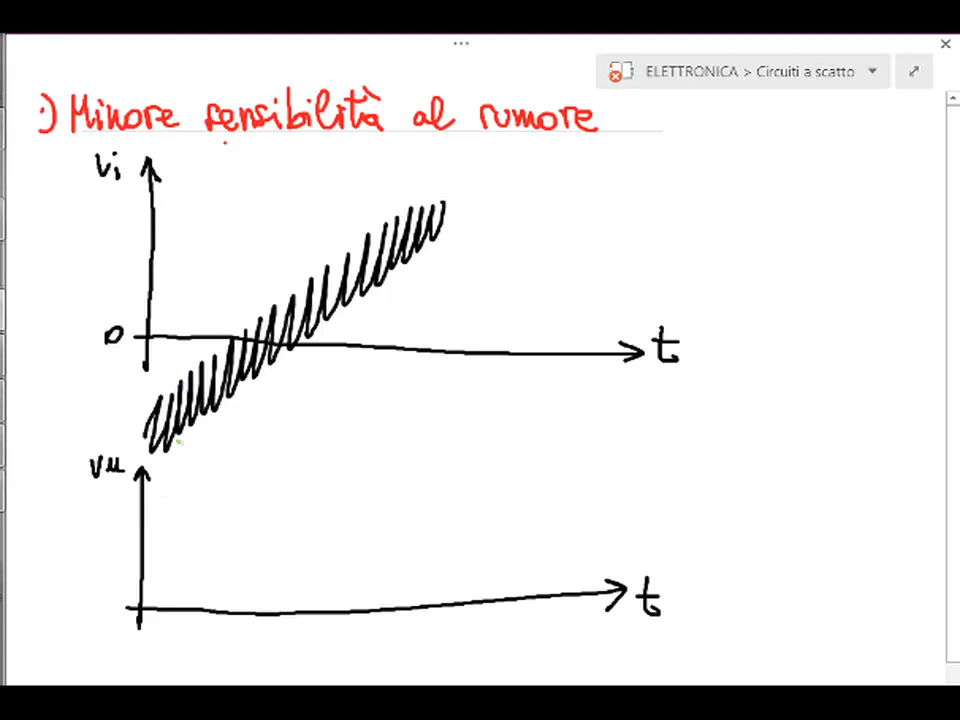 ELETTRONICA > Circuiti a scatto
:) Minore sensibilità al rumore
Vi
0
t
Vu
t